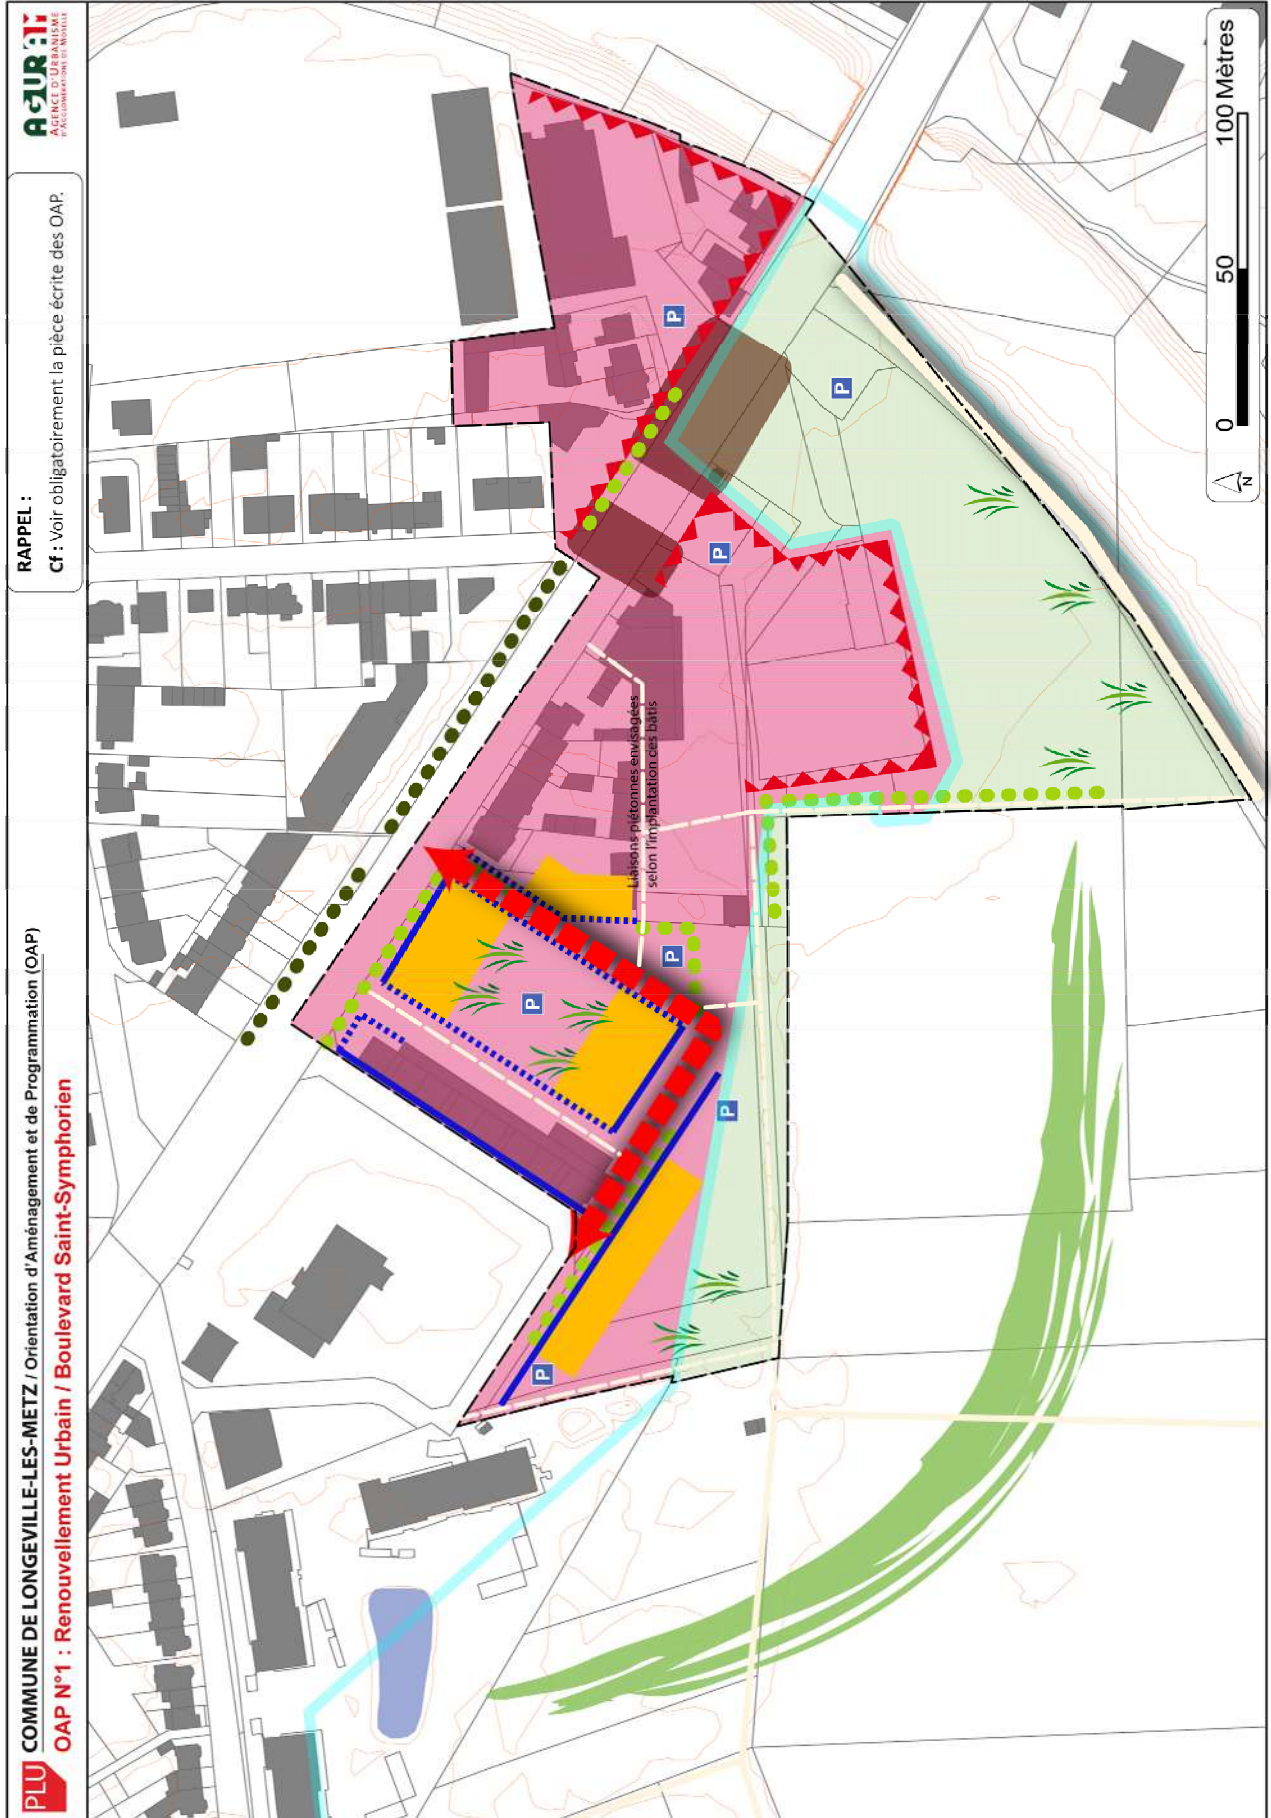 PLU COMMUNE DE LONGEVILLE-LES-METZ / Orientation d'Aménagement et de Programmation (OAP)
OAP N°1 : Renouvellement Urbain / Boulevard Saint-Symphorien
RAPPEL :
Cf : Voir obligatoirement la pièce écrite des OAP.
AGURAM
AGENCE D'URBANISME
D'AGGLOMÉRATIONS DE MOSELLE
P
P
P
P
P
P
P
Liaisons piétonnes envisagées
selon l'implantation des bâtis
N
0 50 100 Mètres